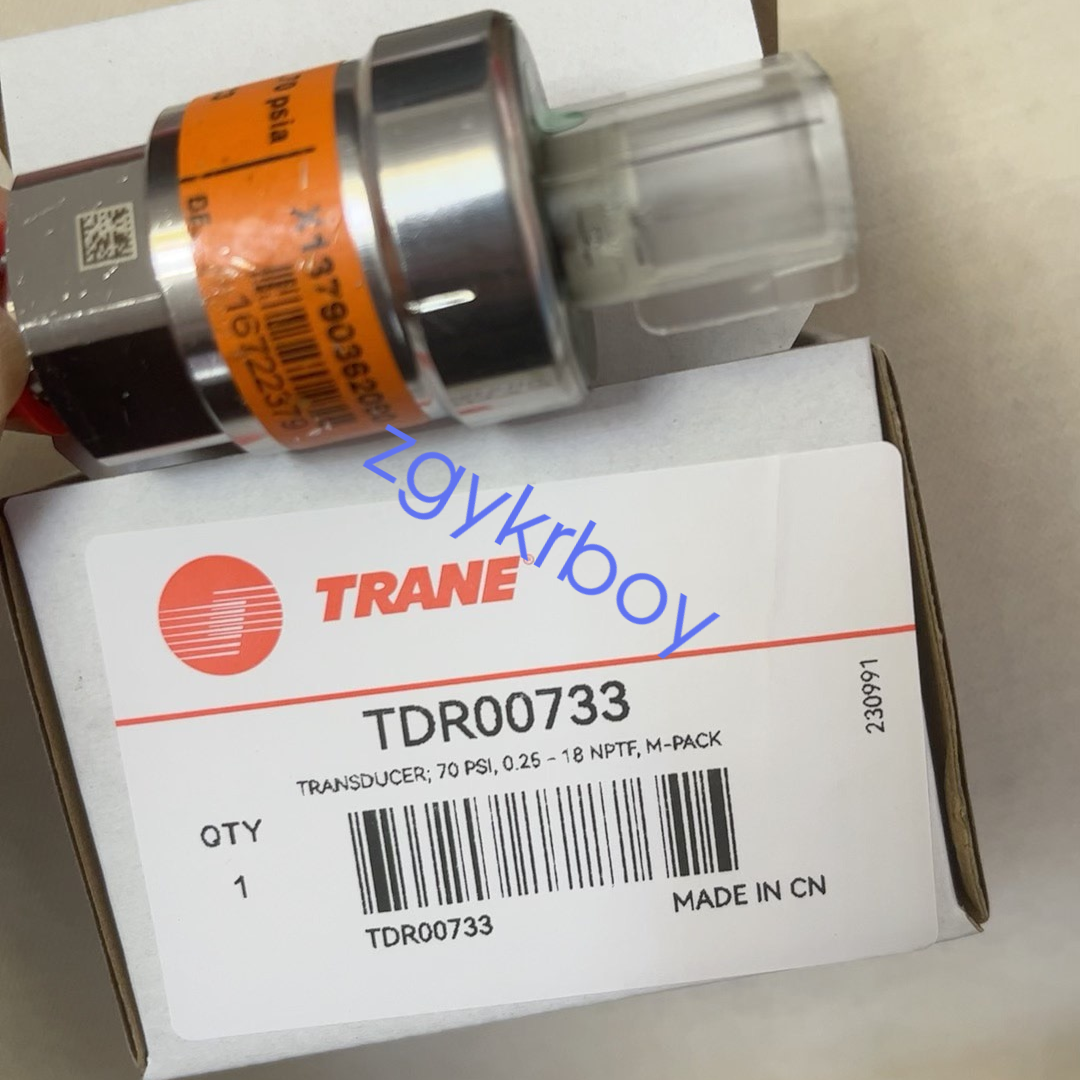 psia
DE
16722379
zgykrboy
TRANE®
TDR00733
TRANSDUCER; 70 PSI, 0.25 - 18 NPTF, M-PACK
230991
QTY
1
TDR00733
MADE IN CN